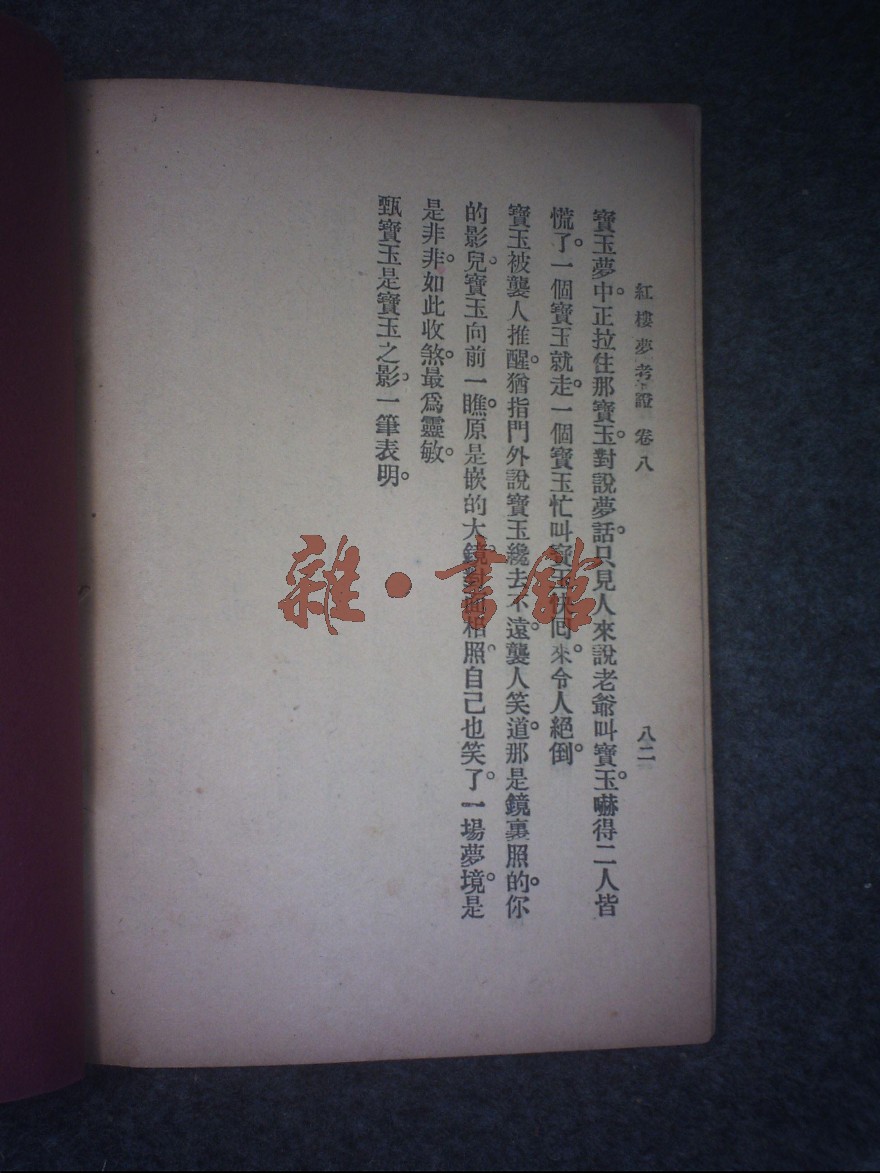 紅樓夢考證 卷八
八二
寶玉夢中。正拉住那寶玉。對說夢話。只見人來說老爺叫寶玉。嚇得二人皆
慌了。一個寶玉就走。一個寶玉忙叫寶玉快回來。令人絕倒。
寶玉被襲人推醒。猶指門外說寶玉纔去不遠。襲人笑道。那是鏡裏照的。你
的影兒。寶玉向前一瞧。原是嵌的大鏡。對面相照。自己也笑了。一場夢境。是
是非非。如此收煞。最爲靈敏。
甄寶玉是寶玉之影。一筆表明。
雜·書館